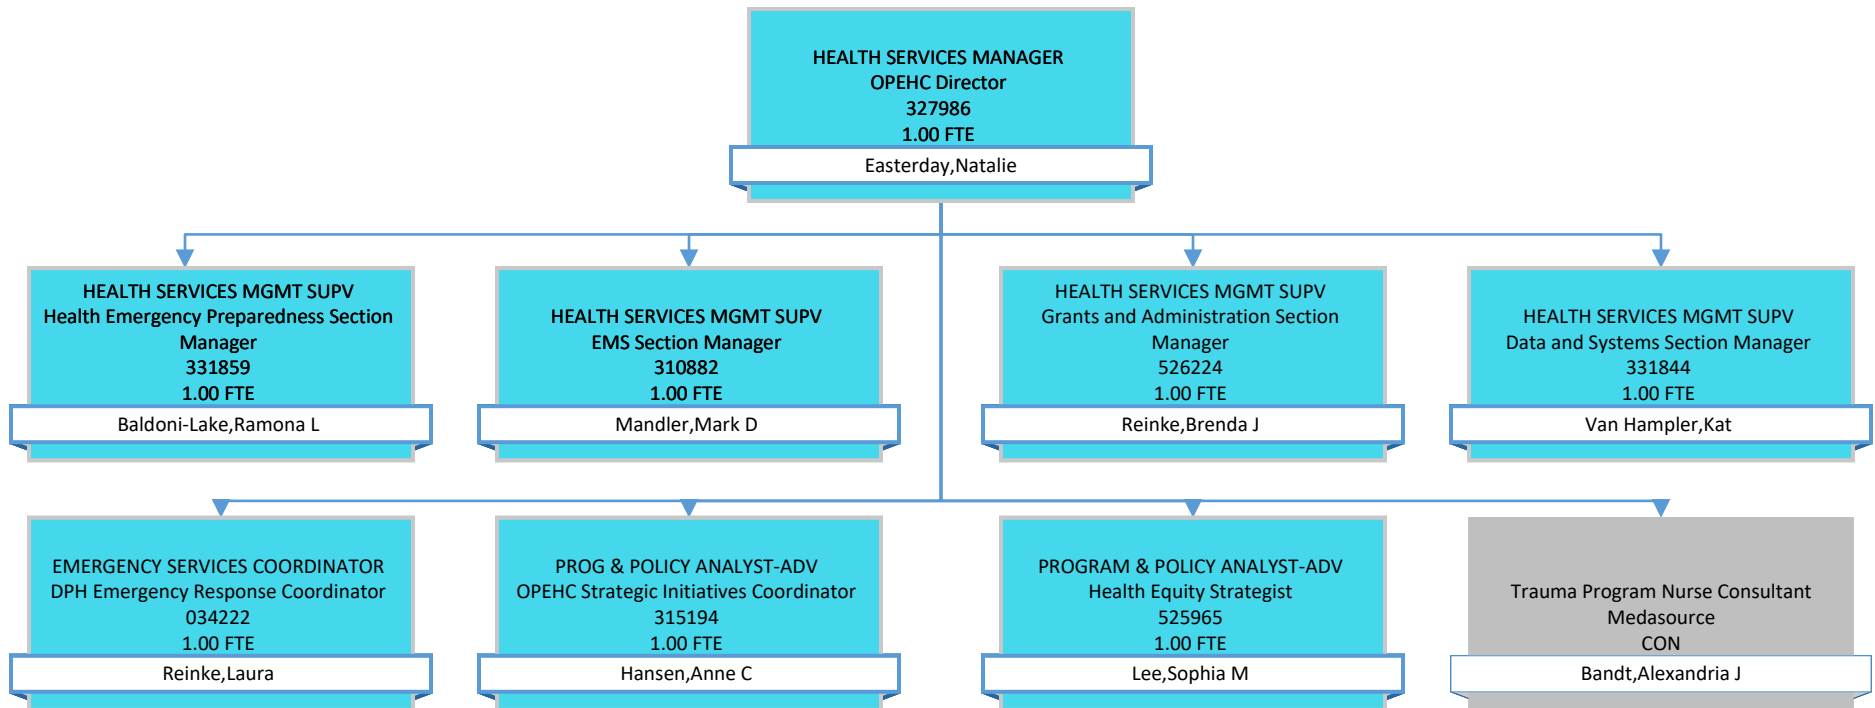 HEALTH SERVICES MANAGER
OPEHC Director
327986
1.00 FTE
Easterday,Natalie
HEALTH SERVICES MGMT SUPV
Health Emergency Preparedness Section
Manager
331859
1.00 FTE
Baldoni-Lake,Ramona L
HEALTH SERVICES MGMT SUPV
EMS Section Manager
310882
1.00 FTE
Mandler,Mark D
HEALTH SERVICES MGMT SUPV
Grants and Administration Section
Manager
526224
1.00 FTE
Reinke,Brenda J
HEALTH SERVICES MGMT SUPV
Data and Systems Section Manager
331844
1.00 FTE
Van Hampler,Kat
EMERGENCY SERVICES COORDINATOR
DPH Emergency Response Coordinator
034222
1.00 FTE
Reinke,Laura
PROG & POLICY ANALYST-ADV
OPEHC Strategic Initiatives Coordinator
315194
1.00 FTE
Hansen,Anne C
PROGRAM & POLICY ANALYST-ADV
Health Equity Strategist
525965
1.00 FTE
Lee,Sophia M
Trauma Program Nurse Consultant
Medasource
CON
Bandt,Alexandria J